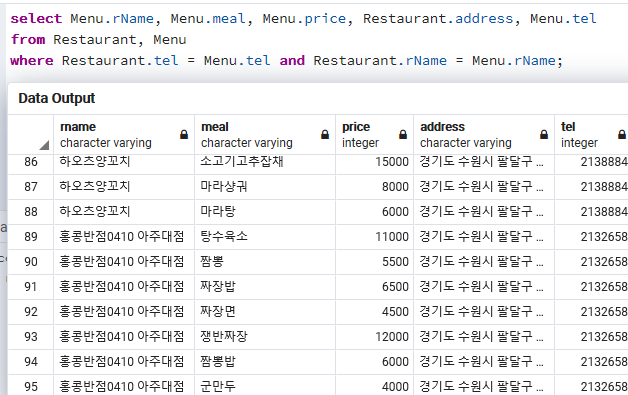 select Menu.rName, Menu.meal, Menu.price, Restaurant.address, Menu.tel
from Restaurant, Menu
where Restaurant.tel = Menu.tel and Restaurant.rName = Menu.rName;
Data Output
rname meal price address tel
character varying character varying integer character varying integer
86 하오츠양꼬치 소고기고추잡채 15000 경기도 수원시 팔달구 ... 2138884
87 하오츠양꼬치 마라샹궈 8000 경기도 수원시 팔달구 ... 2138884
88 하오츠양꼬치 마라탕 6000 경기도 수원시 팔달구 ... 2138884
89 홍콩반점0410 아주대점 탕수육소 11000 경기도 수원시 팔달구 ... 2132658
90 홍콩반점0410 아주대점 짬뽕 5500 경기도 수원시 팔달구 ... 2132658
91 홍콩반점0410 아주대점 짜장밥 6500 경기도 수원시 팔달구 ... 2132658
92 홍콩반점0410 아주대점 짜장면 4500 경기도 수원시 팔달구 ... 2132658
93 홍콩반점0410 아주대점 쟁반짜장 12000 경기도 수원시 팔달구 ... 2132658
94 홍콩반점0410 아주대점 짬뽕밥 6000 경기도 수원시 팔달구 ... 2132658
95 홍콩반점0410 아주대점 군만두 4000 경기도 수원시 팔달구 ... 2132658